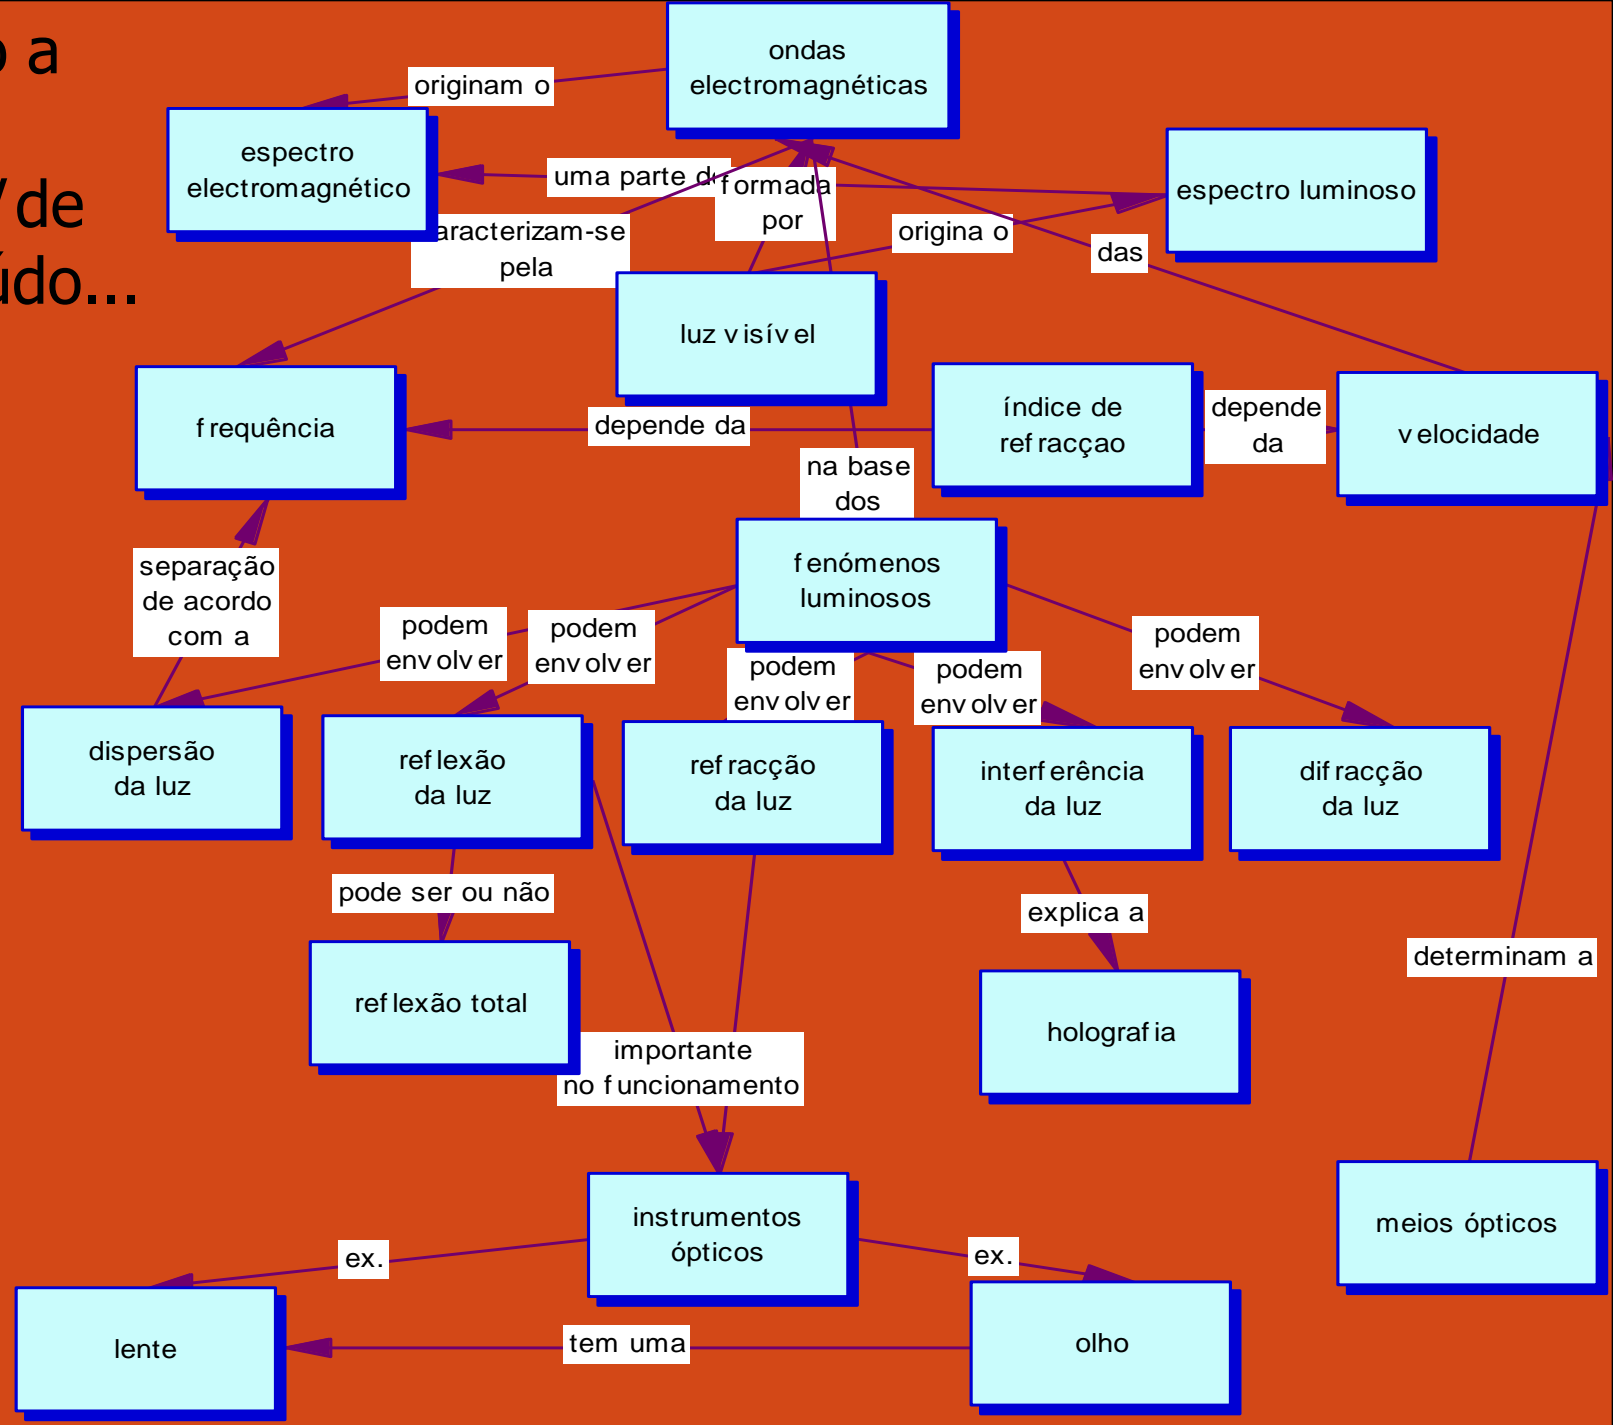 a
de
...
ondas
electromagnéticas
originam o
espectro
electromagnético
uma parte
formada
por
espectro luminoso
caracterizam-se
pela
origina o
das
luz visível
frequência
depende da
índice de
refracçao
depende
da
velocidade
na base
dos
fenómenos
luminosos
separação
de acordo
com a
podem
envolver
podem
envolver
podem
envolver
podem
envolver
podem
envolver
dispersão
da luz
reflexão
da luz
refracção
da luz
interferência
da luz
difracção
da luz
pode ser ou não
explica a
reflexão total
determinam a
holografia
importante
no funcionamento
instrumentos
ópticos
meios ópticos
ex.
ex.
lente
tem uma
olho